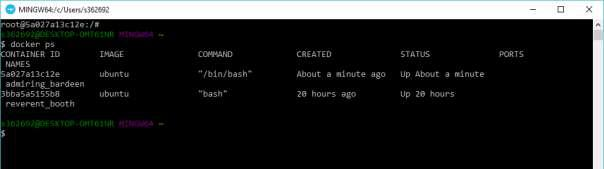 MINGW64:/c/Users/s362692
root@5a027a13c12e:/#
s362692@DESKTOP-OMT61NR MINGW64 ~
$ docker ps
CONTAINER ID IMAGE COMMAND CREATED STATUS PORTS
NAMES
5a027a13c12e ubuntu "/bin/bash" About a minute ago Up About a minute
admiring_bardeen
3bba5a5155b8 ubuntu "bash" 20 hours ago Up 20 hours
reverent_booth
s362692@DESKTOP-OMT61NR MINGW64 ~
$